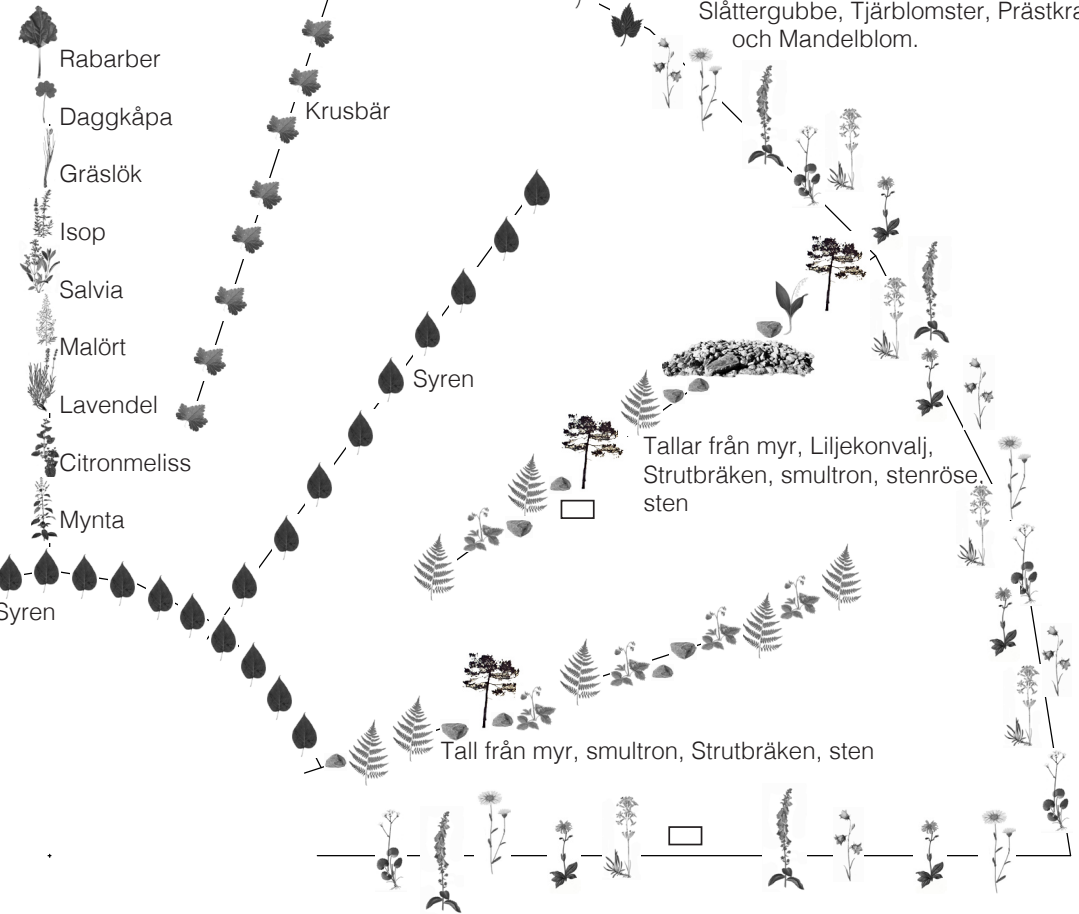 Slåttergubbe, Tjärblomster, Prästkra
och Mandelblom.
Rabarber
Daggkåpa
Krusbär
Gräslök
Isop
Salvia
Malört
Syren
Lavendel
Tallar från myr, Liljekonvalj,
Strutbräken, smultron, stenröse,
sten
Citronmeliss
Mynta
Syren
Tall från myr, smultron, Strutbräken, sten